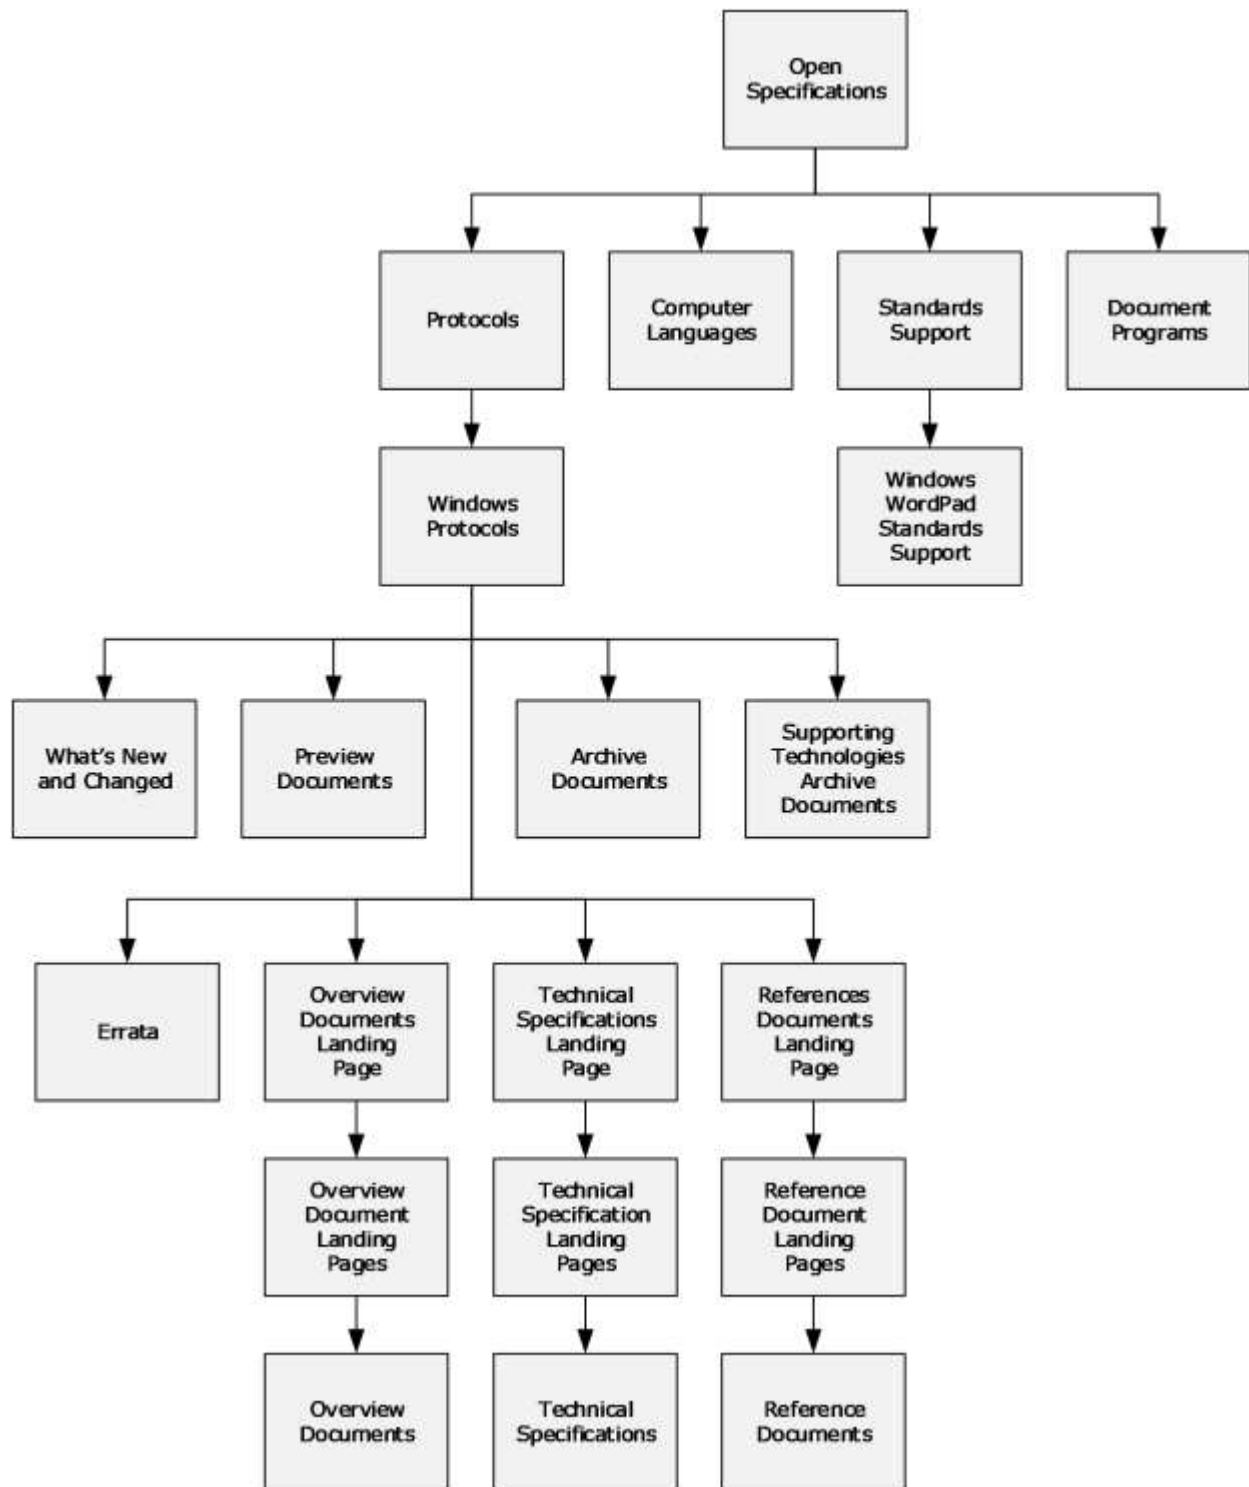 Open
Specifications
Protocols
Computer
Languages
Standards
Support
Document
Programs
Windows
Protocols
Windows
WordPad
Standards
Support
What's New
and Changed
Preview
Documents
Archive
Documents
Supporting
Technologies
Archive
Documents
Errata
Overview
Documents
Landing
Page
Technical
Specifications
Landing
Page
References
Documents
Landing
Page
Overview
Document
Landing
Pages
Technical
Specification
Landing
Pages
Reference
Document
Landing
Pages
Overview
Documents
Technical
Specifications
Reference
Documents